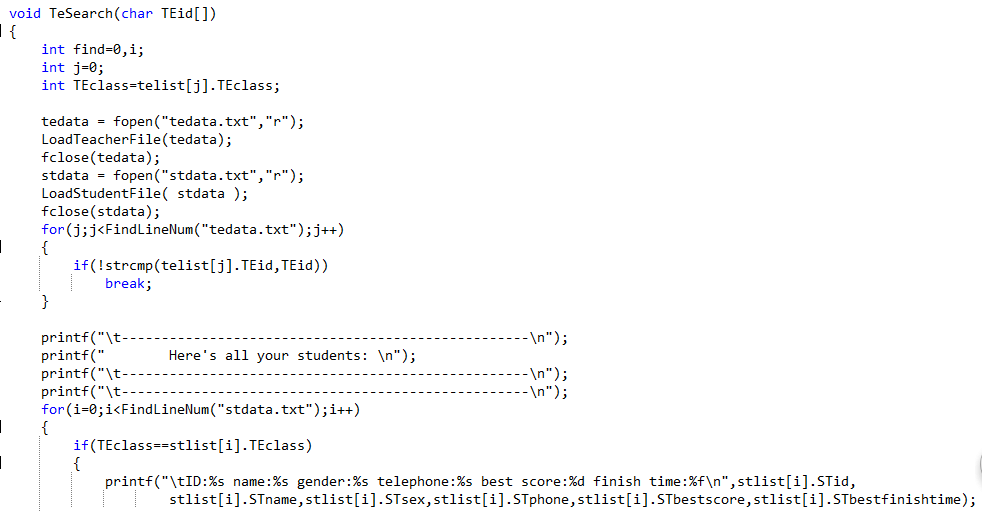 void TeSearch(char TEid[])
{
    int find=0,i;
    int j=0;
    int TEclass=telist[j].TEclass;

    tedata = fopen("tedata.txt","r");
    LoadTeacherFile(tedata);
    fclose(tedata);
    stdata = fopen("stdata.txt","r");
    LoadStudentFile( stdata );
    fclose(stdata);
    for(j;j<FindLineNum("tedata.txt");j++)
    {
        if(!strcmp(telist[j].TEid,TEid))
            break;
    }

    printf("\t---------------------------------------------------\n");
    printf("        Here's all your students: \n");
    printf("\t---------------------------------------------------\n");
    printf("\t---------------------------------------------------\n");
    for(i=0;i<FindLineNum("stdata.txt");i++)
    {
        if(TEclass==stlist[i].TEclass)
        {
            printf("\tID:%s name:%s gender:%s telephone:%s best score:%d finish time:%f\n",stlist[i].STid,
                    stlist[i].STname,stlist[i].STsex,stlist[i].STphone,stlist[i].STbestscore,stlist[i].STbestfinishtime);